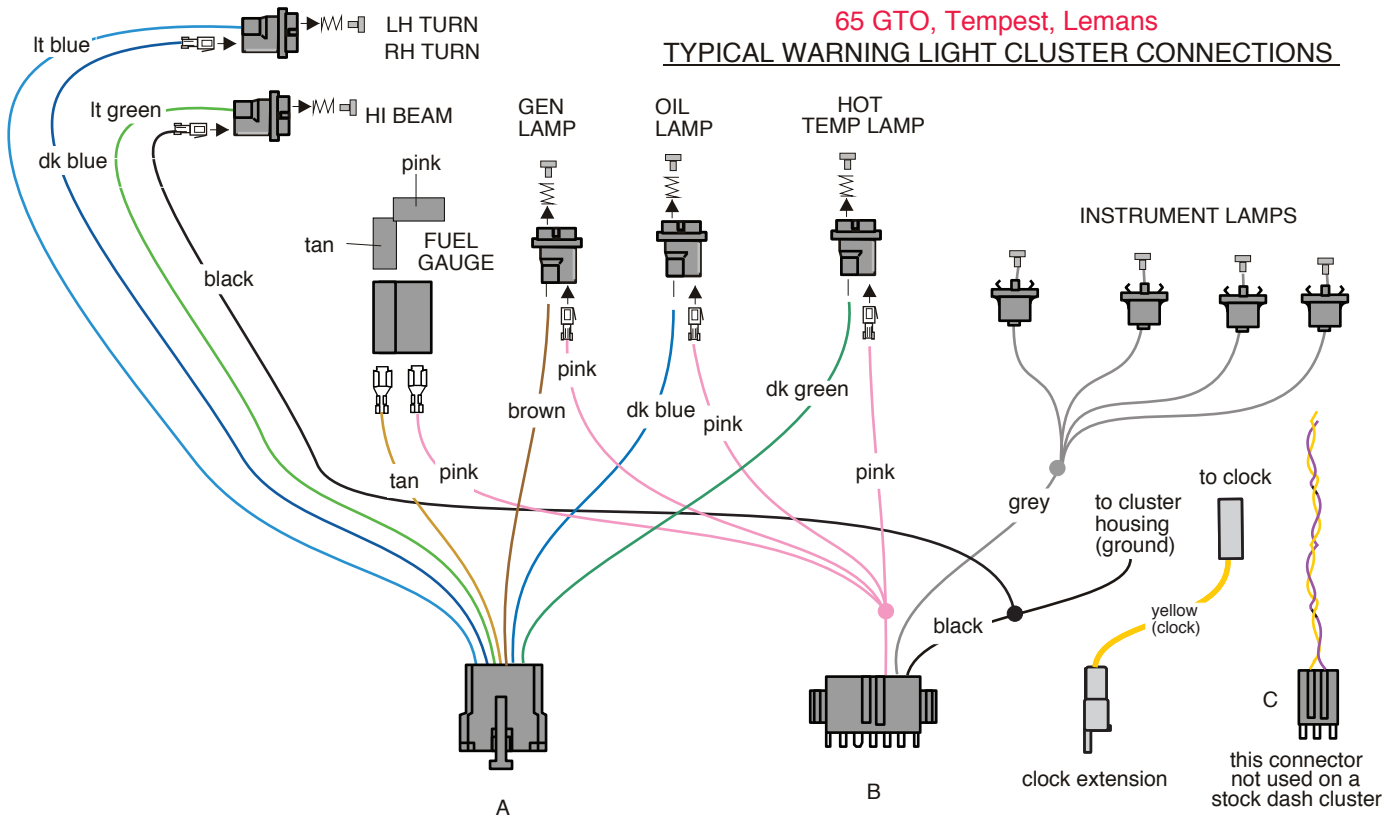 65 GTO, Tempest, Lemans
TYPICAL WARNING LIGHT CLUSTER CONNECTIONS
LH TURN
RH TURN
lt blue
lt green
HI BEAM
dk blue
pink
tan
FUEL
GAUGE
black
GEN
LAMP
OIL
LAMP
HOT
TEMP LAMP
INSTRUMENT LAMPS
pink
brown
dk blue
pink
dk green
tan
pink
pink
grey
to cluster
housing
(ground)
to clock
black
yellow
(clock)
A
B
clock extension
C
this connector
not used on a
stock dash cluster